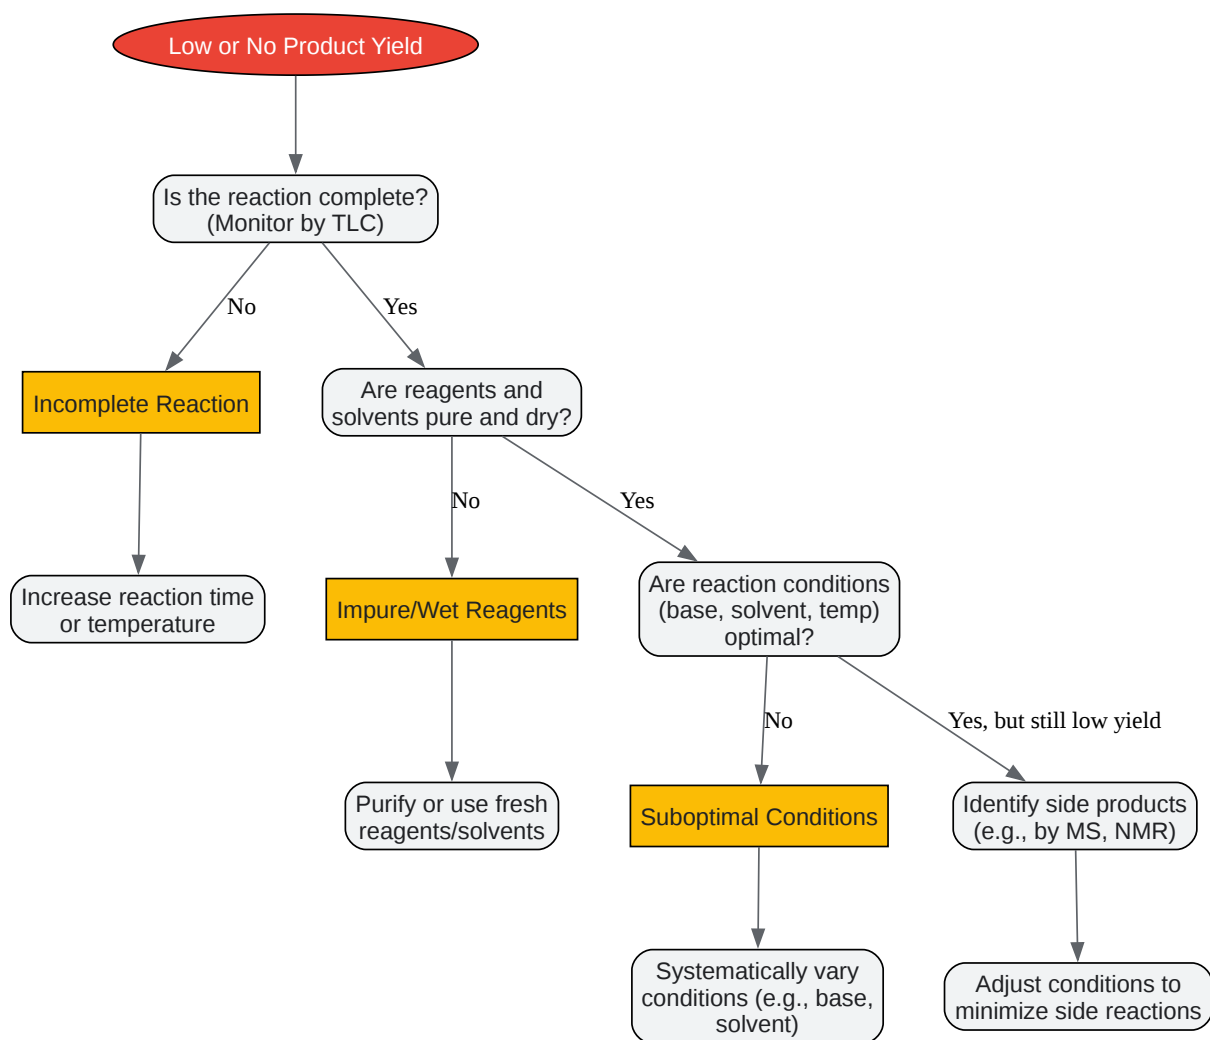 Low or No Product Yield
Is the reaction complete?
(Monitor by TLC)
No
Yes
Incomplete Reaction
Are reagents and
solvents pure and dry?
No
Yes
Increase reaction time
or temperature
Impure/Wet Reagents
Are reaction conditions
(base, solvent, temp)
optimal?
No
Yes, but still low yield
Purify or use fresh
reagents/solvents
Suboptimal Conditions
Identify side products
(e.g., by MS, NMR)
Systematically vary
conditions (e.g., base,
solvent)
Adjust conditions to
minimize side reactions